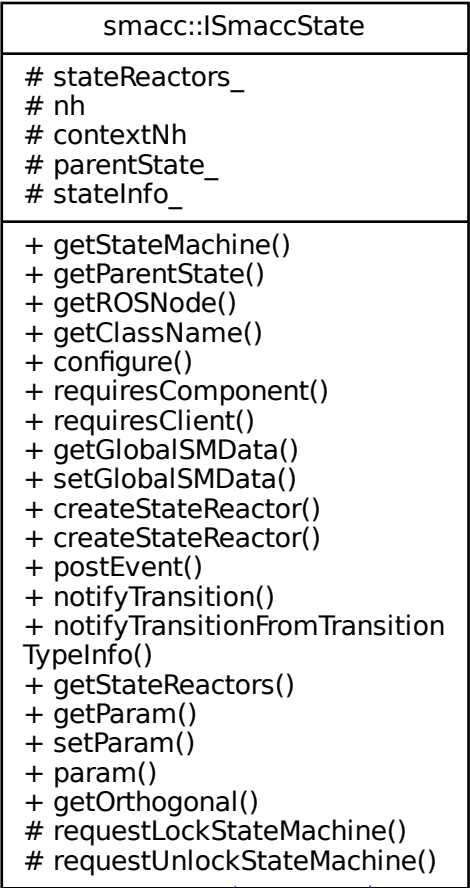 smacc::ISmaccState
# stateReactors_
# nh
# contextNh
# parentState_
# stateInfo_
+ getStateMachine()
+ getParentState()
+ getROSNode()
+ getClassName()
+ configure()
+ requiresComponent()
+ requiresClient()
+ getGlobalSMData()
+ setGlobalSMData()
+ createStateReactor()
+ createStateReactor()
+ postEvent()
+ notifyTransition()
+ notifyTransitionFromTransition
TypeInfo()
+ getStateReactors()
+ getParam()
+ setParam()
+ param()
+ getOrthogonal()
# requestLockStateMachine()
# requestUnlockStateMachine()